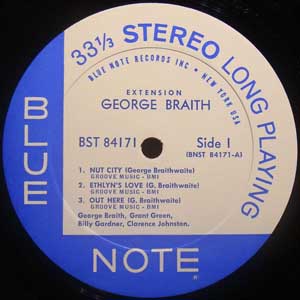 33⅓ STEREO LONG PLAYING
BLUE NOTE RECORDS INC • NEW YORK USA
EXTENSION
GEORGE BRAITH
BST 84171
Side 1
(BNST 84171-A)
1. NUT CITY (George Braithwaite)
GROOVE MUSIC - BMI
2. ETHLYN'S LOVE (G. Braithwaite)
GROOVE MUSIC - BMI
3. OUT HERE (G. Braithwaite)
GROOVE MUSIC - BMI
George Braith, Grant Green,
Billy Gardner, Clarence Johnston.
BLUE
NOTE
®